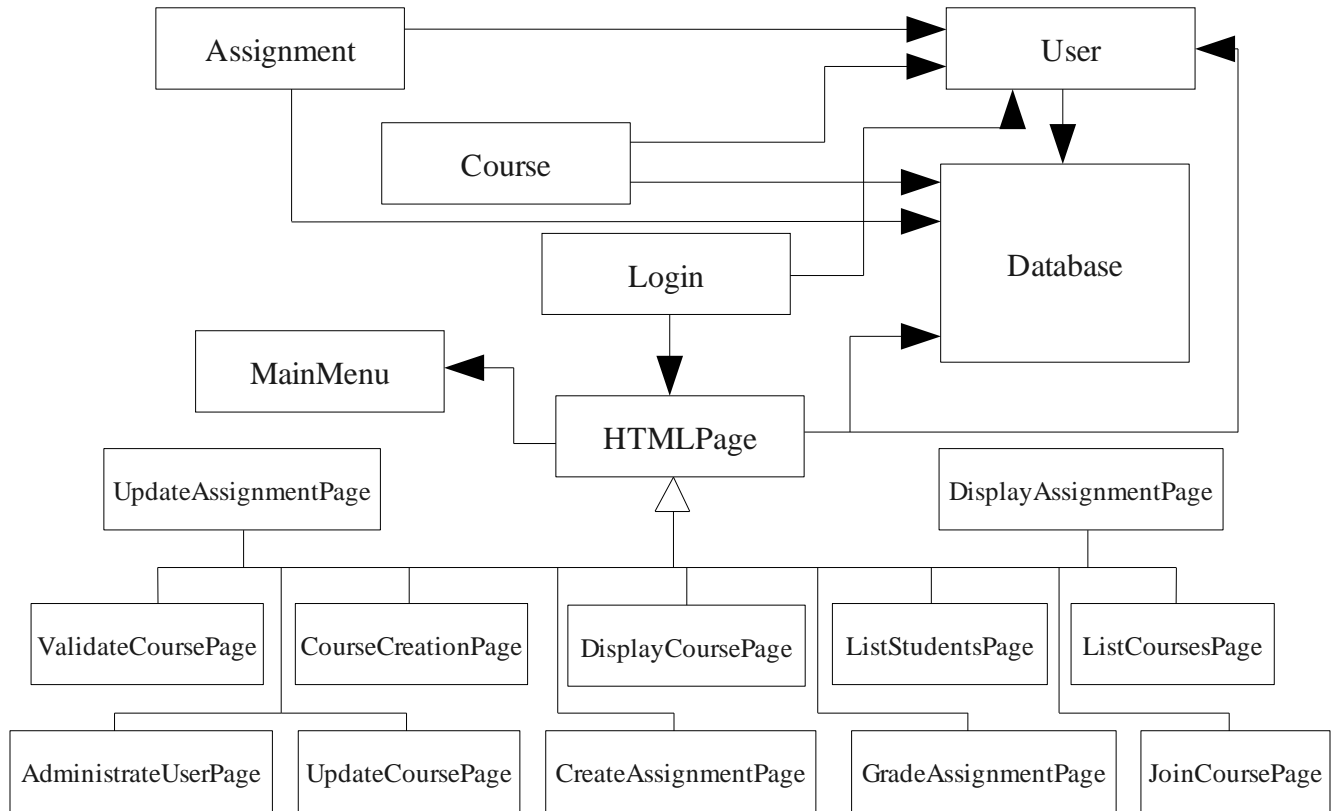 Assignment
User
Course
Database
Login
MainMenu
HTMLPage
UpdateAssignmentPage
DisplayAssignmentPage
ValidateCoursePage
CourseCreationPage
DisplayCoursePage
ListStudentsPage
ListCoursesPage
AdministrateUserPage
UpdateCoursePage
CreateAssignmentPage
GradeAssignmentPage
JoinCoursePage